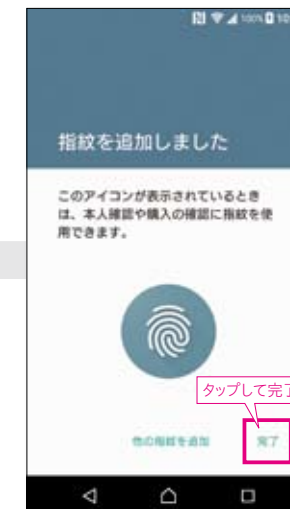 100%
指紋を追加しました
このアイコンが表示されているとき
は、本人確認や購入の確認に指紋を使
用できます。
タップして完了
他の指紋を追加
完了